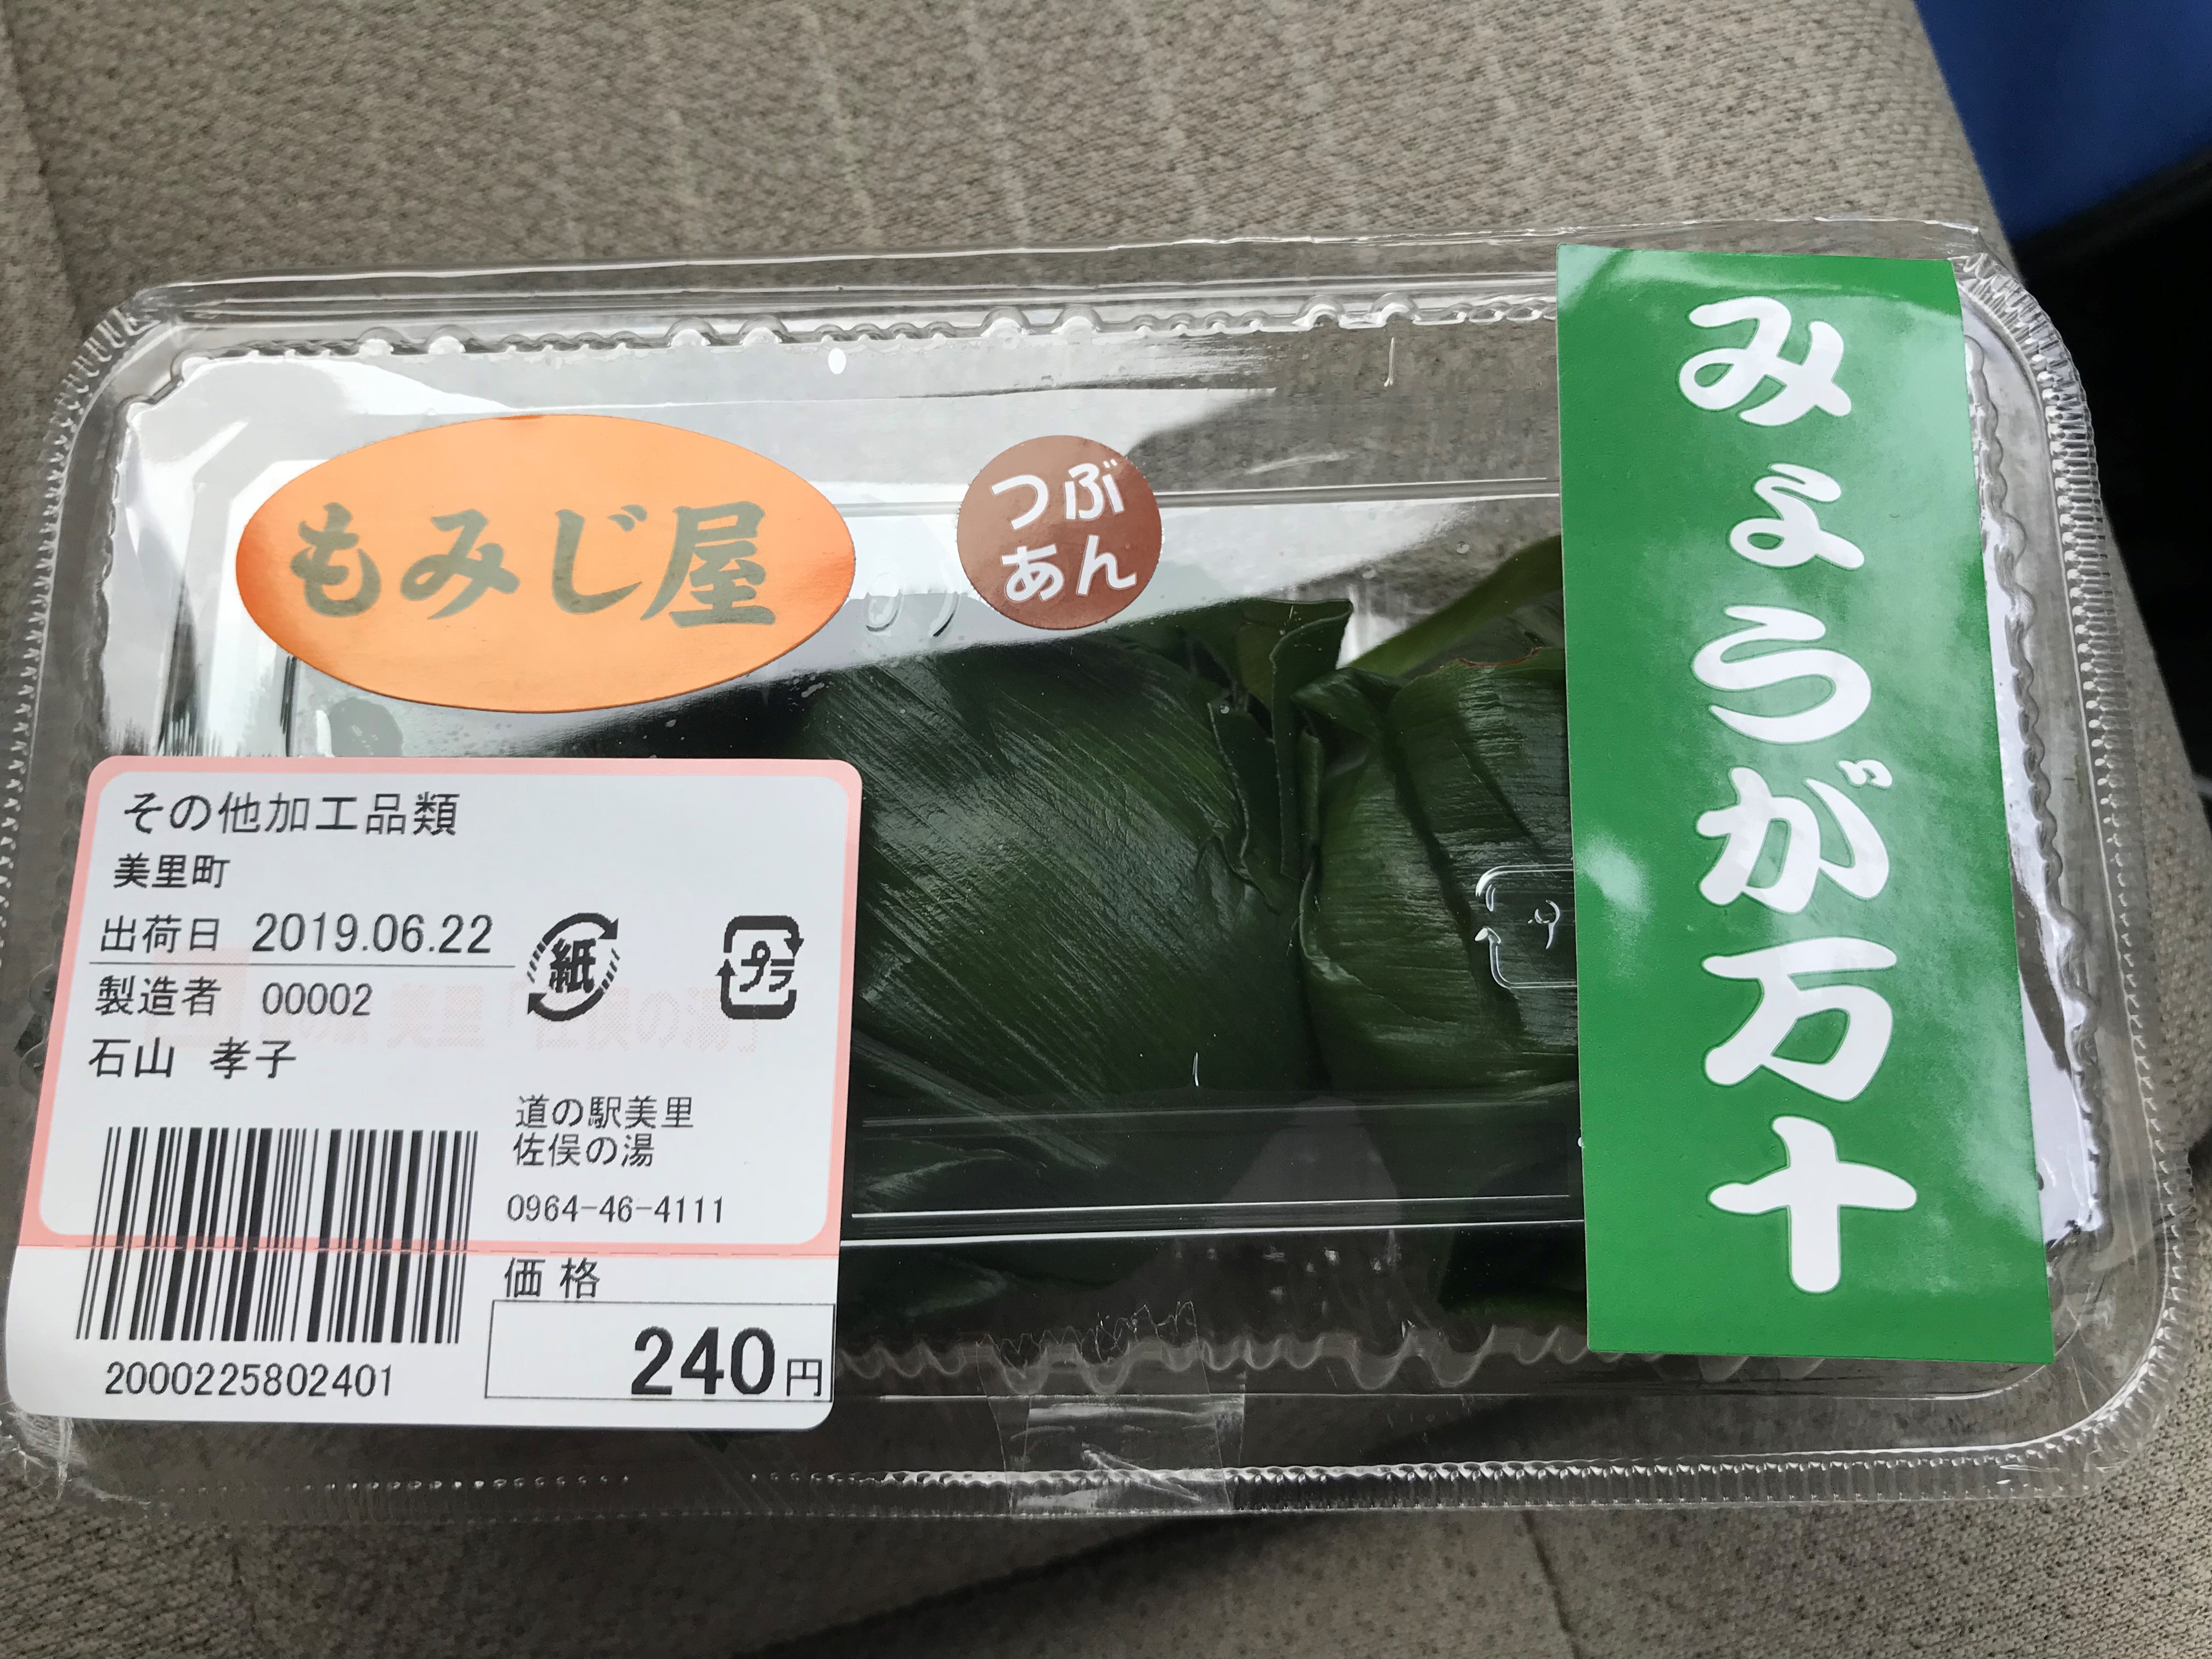 もみじ屋
つぶ
あん
みょうが万十
その他加工品類
美里町
出荷日 2019.06.22
製造者 00002
石山 孝子
紙
プラ
道の駅美里
佐俣の湯
0964-46-4111
価格
240円
2000225802401